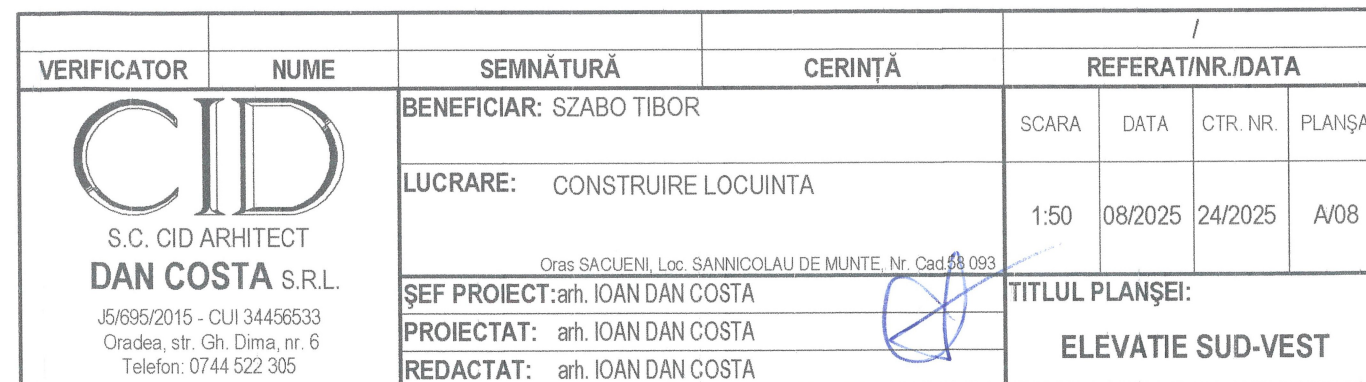 /
VERIFICATOR NUME SEMNĂTURĂ CERINȚĂ REFERAT/NR./DATA
CID
S.C. CID ARHITECT
DAN COSTA S.R.L.
J5/695/2015 - CUI 34456533
Oradea, str. Gh. Dima, nr. 6
Telefon: 0744 522 305
BENEFICIAR: SZABO TIBOR
LUCRARE: CONSTRUIRE LOCUINTA
Oras SACUENI, Loc. SANNICOLAU DE MUNTE, Nr. Cad.58 093
ŞEF PROIECT:arh. IOAN DAN COSTA
PROIECTAT: arh. IOAN DAN COSTA
REDACTAT: arh. IOAN DAN COSTA
SCARA DATA CTR. NR. PLANŞA
1:50 08/2025 24/2025 A/08
TITLUL PLANŞEI:
ELEVATIE SUD-VEST